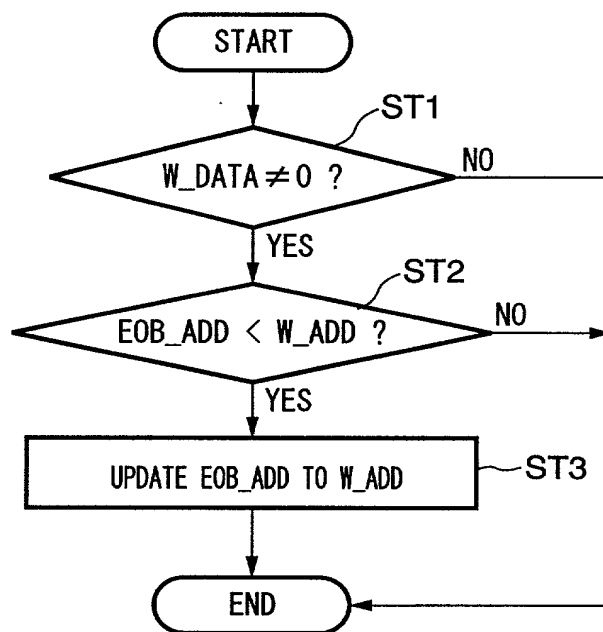 START
ST1
W_DATA≠0 ?
NO
YES
ST2
EOB_ADD < W_ADD ?
NO
YES
UPDATE EOB_ADD TO W_ADD
ST3
END